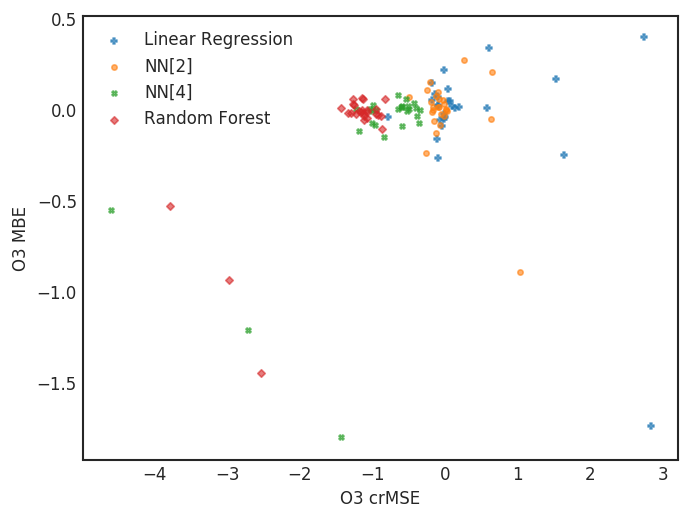 0.5
Linear Regression
NN[2]
NN[4]
Random Forest
0.0
−0.5
−1.0
−1.5
O3 MBE
−4 −3 −2 −1 0 1 2 3
O3 crMSE